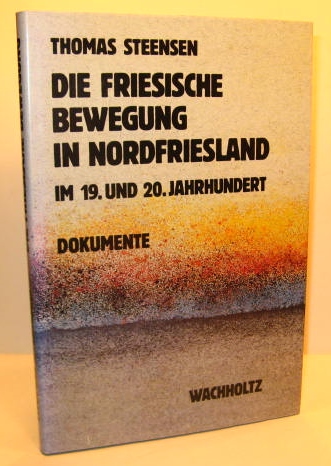 THOMAS STEENSEN
DIE FRIESISCHE
BEWEGUNG
IN NORDFRIESLAND
IM 19. UND 20. JAHRHUNDERT
DOKUMENTE
WACHHOLTZ